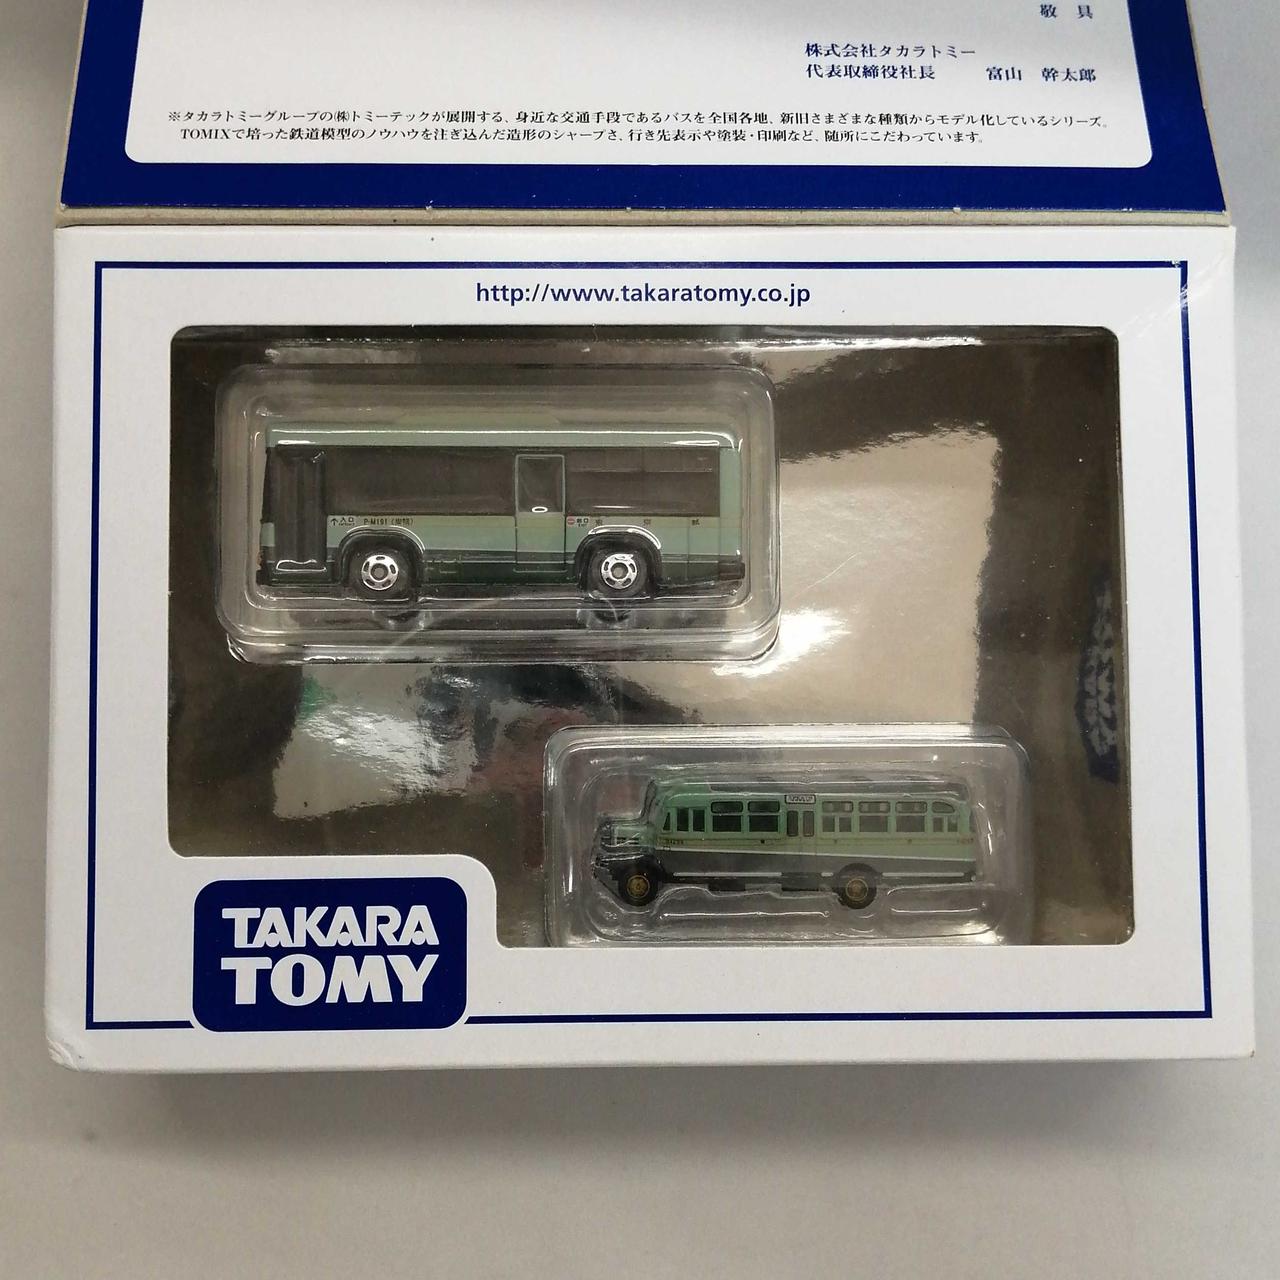 敬 具
株式会社タカラトミー
代表取締役社長 富山 幹太郎
※タカラトミーグループの㈱トミーテックが展開する、身近な交通手段であるバスを全国各地、新旧さまざまな種類からモデル化しているシリーズ。
TOMIXで培った鉄道模型のノウハウを注ぎ込んだ造形のシャープさ、行き先表示や塗装・印刷など、随所にこだわっています。
http://www.takaratomy.co.jp
入口
TAKARA
TOMY